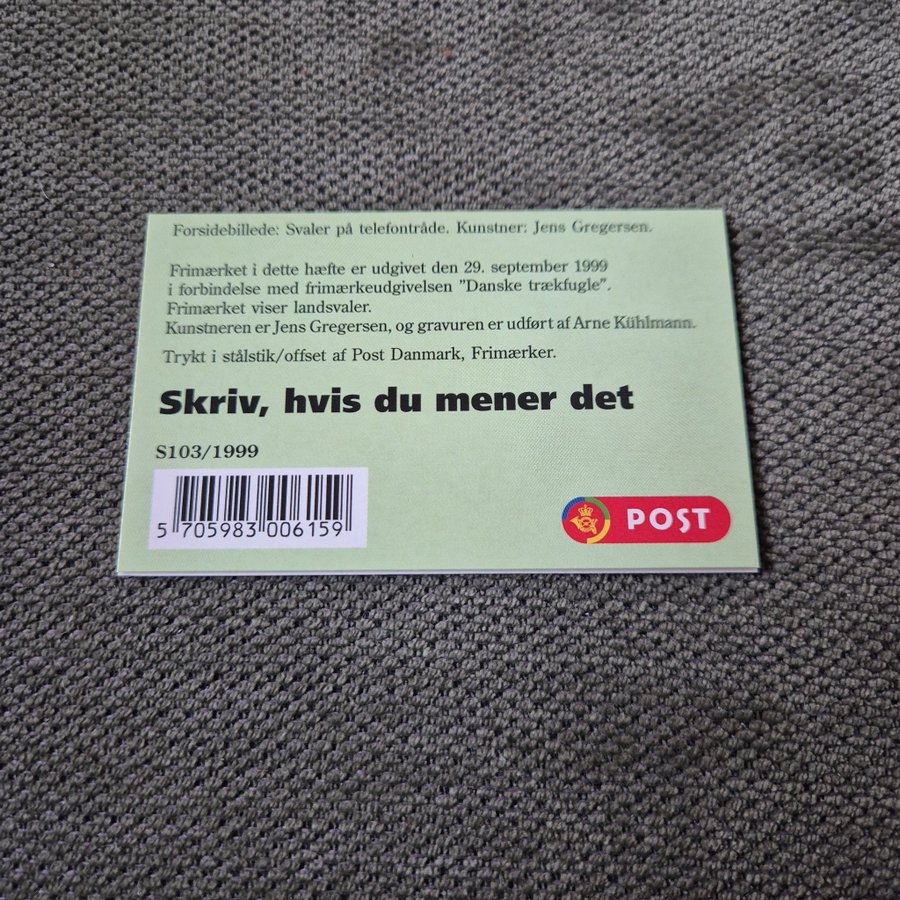 Forsidebillede: Svaler på telefontråde. Kunstner: Jens Gregersen.
Frimærket i dette hæfte er udgivet den 29. september 1999
i forbindelse med frimærkeudgivelsen "Danske trækfugle".
Frimærket viser landsvaler.
Kunstneren er Jens Gregersen, og gravuren er udført af Arne Kühlmann.
Trykt i stålstik/offset af Post Danmark, Frimærker.
Skriv, hvis du mener det
S103/1999
5 705983 006159
POST